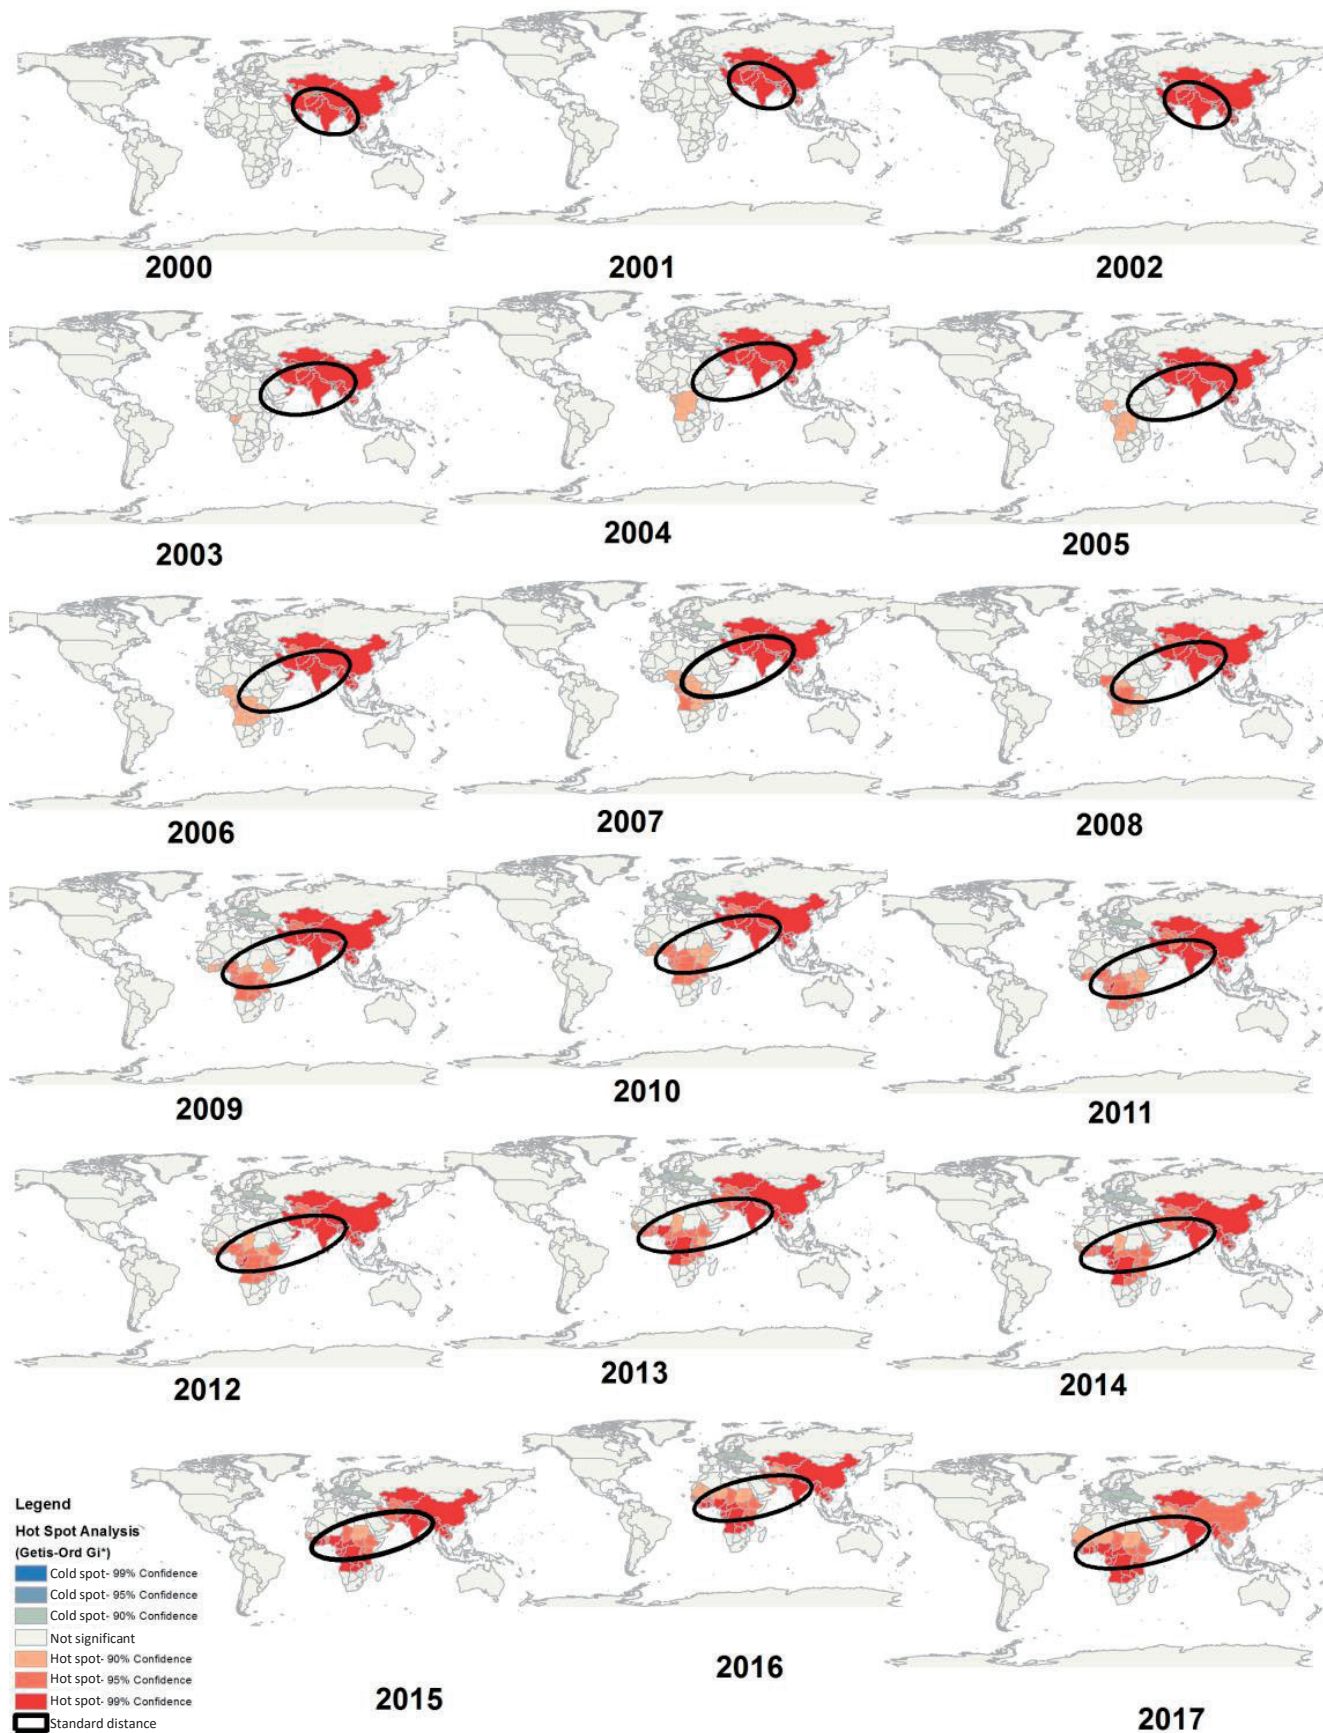 2000
2001
2002
2003
2004
2005
2006
2007
2008
2009
2010
2011
2012
2013
2014
2015
2016
2017
Legend
Hot Spot Analysis
(Getis-Ord Gi*)
Cold spot- 99% Confidence
Cold spot- 95% Confidence
Cold spot- 90% Confidence
Not significant
Hot spot- 90% Confidence
Hot spot- 95% Confidence
Hot spot- 99% Confidence
Standard distance